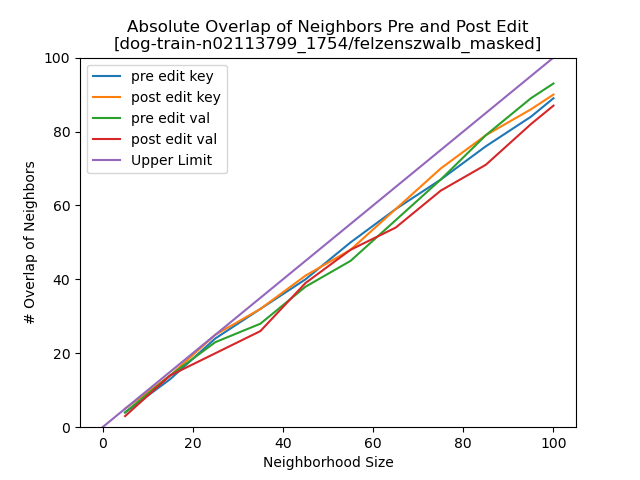 Absolute Overlap of Neighbors Pre and Post Edit
[dog-train-n02113799_1754/felzenszwalb_masked]
pre edit key
post edit key
pre edit val
post edit val
Upper Limit
# Overlap of Neighbors
100
80
60
40
20
0
0 20 40 60 80 100
Neighborhood Size